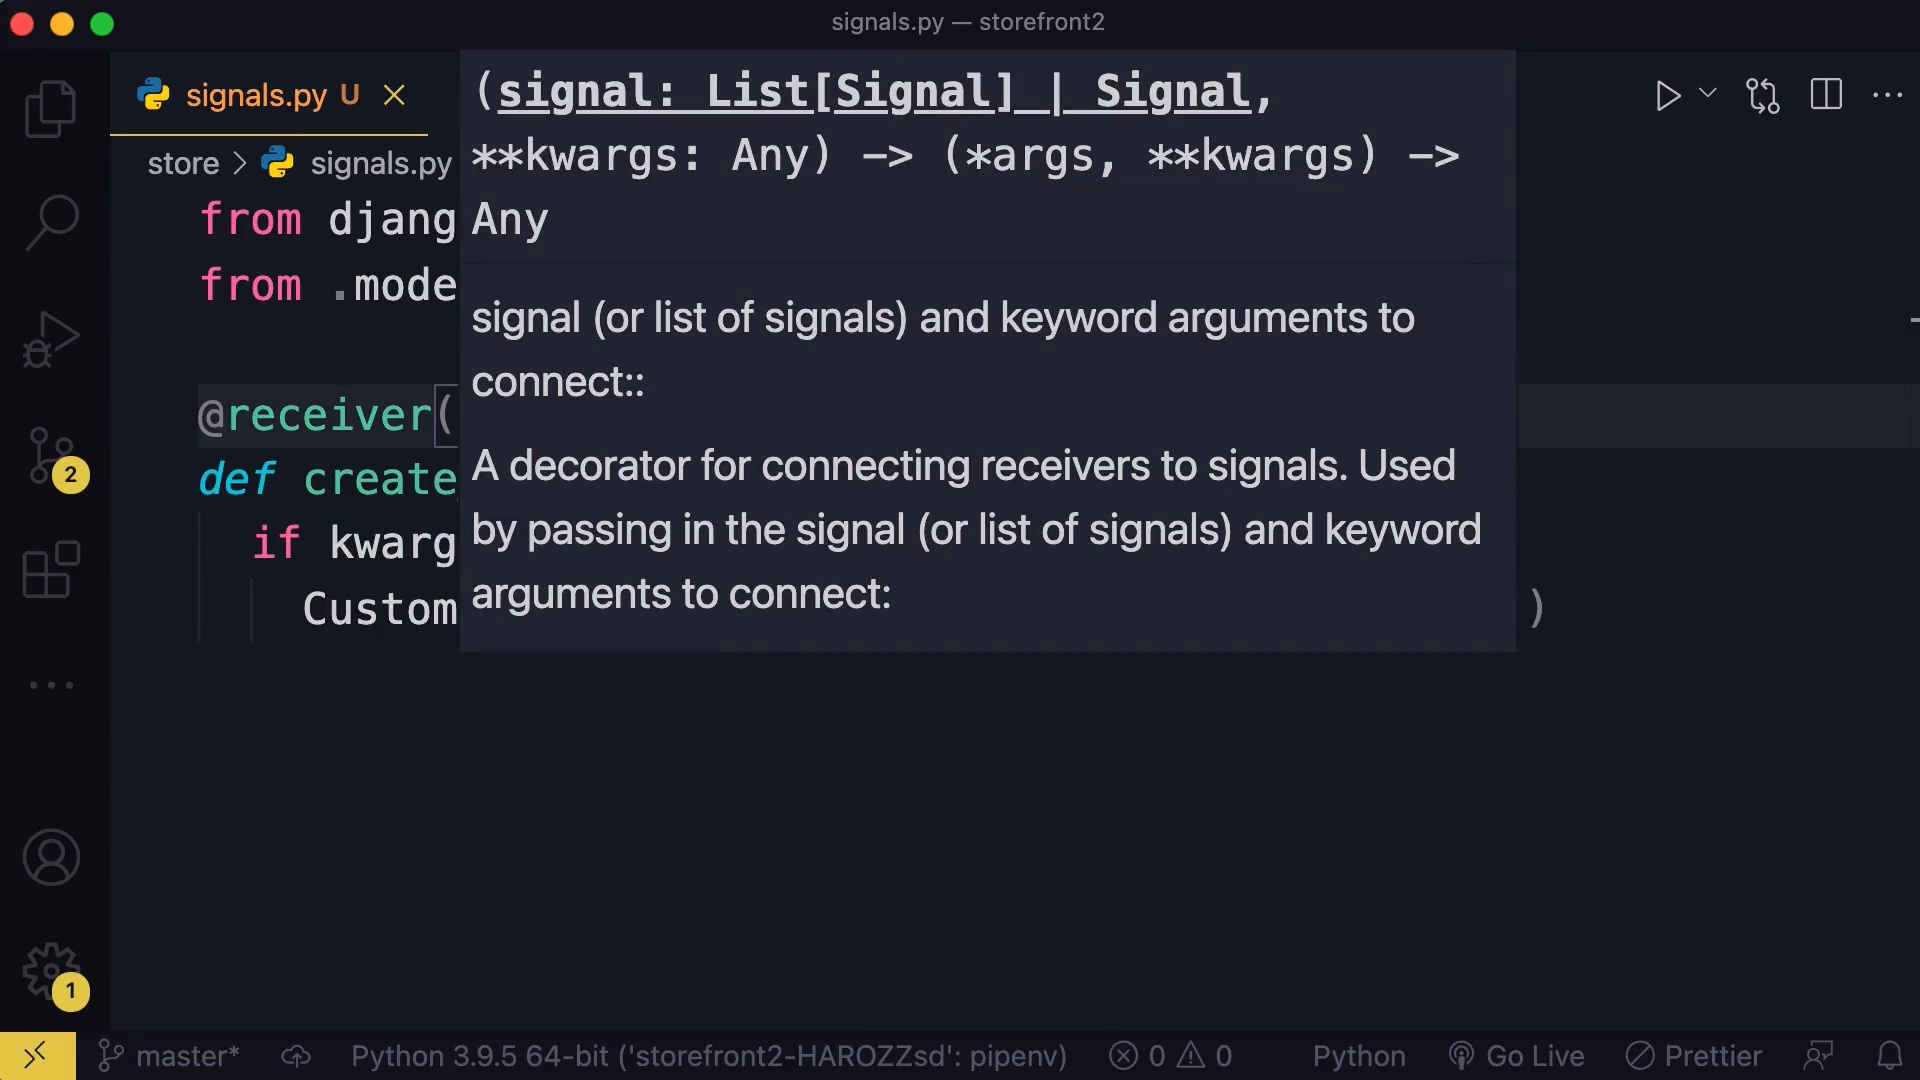 signals.py — storefront2
signals.py U
store > signals.py
(signal: List[Signal] | Signal,
**kwargs: Any) -> (*args, **kwargs) ->
Any
signal (or list of signals) and keyword arguments to
connect::
A decorator for connecting receivers to signals. Used
by passing in the signal (or list of signals) and keyword
arguments to connect:
from djang
from .mode
@receiver(
def create_
if kwarg
Custom
)
2
1
master*
Python 3.9.5 64-bit ('storefront2-HAROZZsd': pipenv)
0
0
Python
Go Live
Prettier